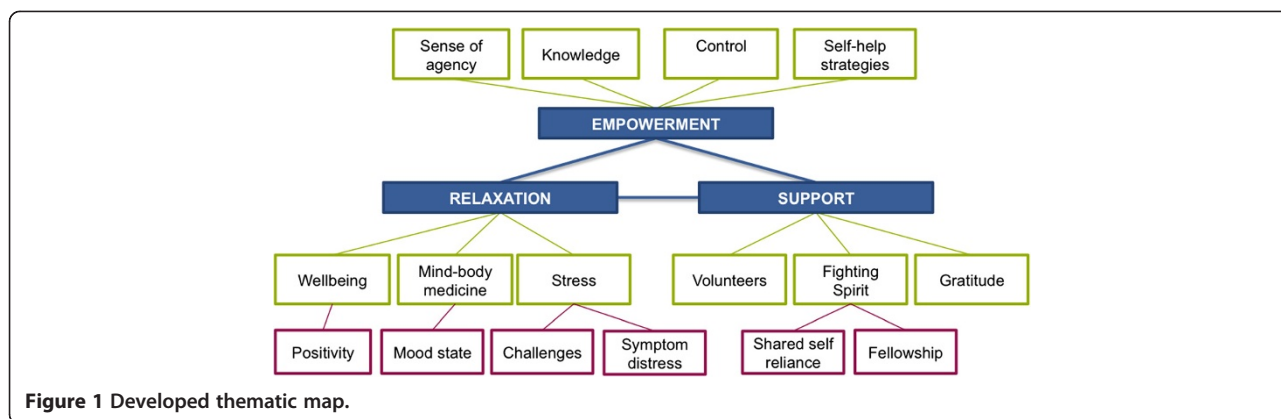 Sense of
agency
Knowledge
Control
Self-help
strategies
EMPOWERMENT
RELAXATION
SUPPORT
Wellbeing
Mind-body
medicine
Stress
Volunteers
Fighting
Spirit
Gratitude
Positivity
Mood state
Challenges
Symptom
distress
Shared self
reliance
Fellowship
Figure 1 Developed thematic map.